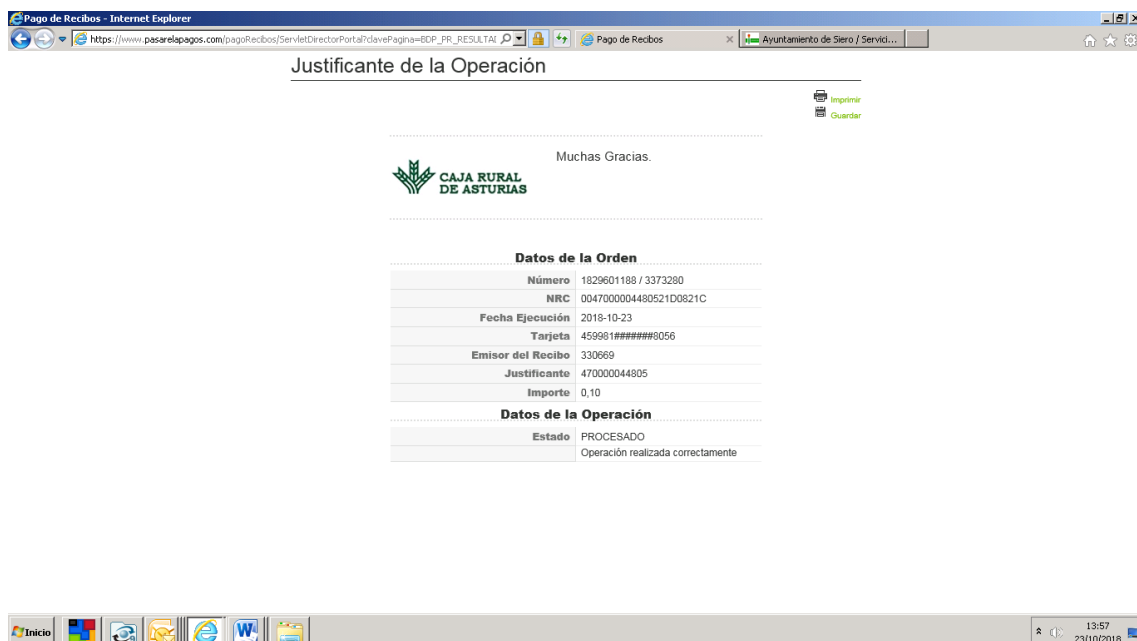 Pago de Recibos - Internet Explorer
https://www.pasarelapagos.com/pagoRecibos/ServletDirectorPortal?clavePagina=BDP_PR_RESULTAI
Pago de Recibos
Ayuntamiento de Siero / Servici...
Justificante de la Operación
Imprimir
Guardar
Muchas Gracias.
CAJA RURAL
DE ASTURIAS
Datos de la Orden
Número 1829601188 / 3373280
NRC 0047000004480521D0821C
Fecha Ejecución 2018-10-23
Tarjeta 459981#######8056
Emisor del Recibo 330669
Justificante 470000044805
Importe 0,10
Datos de la Operación
Estado PROCESADO
Operación realizada correctamente
Inicio
13:57
23/10/2018